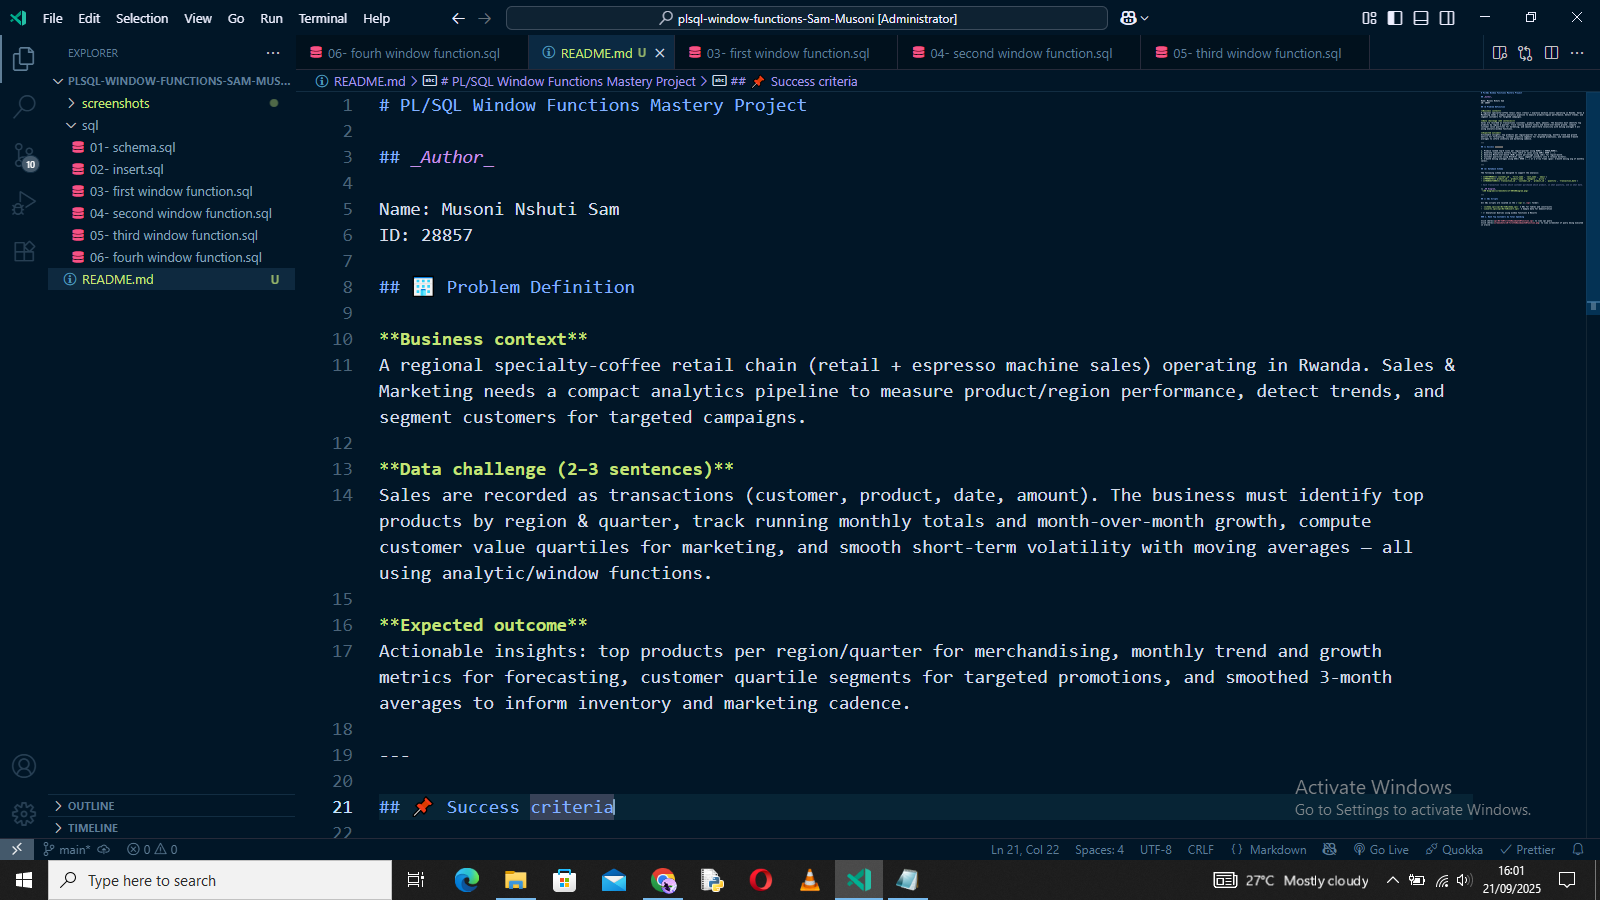 File Edit Selection View Go Run Terminal Help
plsql-window-functions-Sam-Musoni [Administrator]
EXPLORER
PLSQL-WINDOW-FUNCTIONS-SAM-MUS...
screenshots
sql
01- schema.sql
02- insert.sql
03- first window function.sql
04- second window function.sql
05- third window function.sql
06- fourh window function.sql
README.md U
10
OUTLINE
TIMELINE
06- fourh window function.sql README.md U 03- first window function.sql 04- second window function.sql 05- third window function.sql
README.md > # PL/SQL Window Functions Mastery Project > ## 📌 Success criteria
1 # PL/SQL Window Functions Mastery Project
2
3 ## _Author_
4
5 Name: Musoni Nshuti Sam
6 ID: 28857
7
8 ## 🏢 Problem Definition
9
10 **Business context**
11 A regional specialty-coffee retail chain (retail + espresso machine sales) operating in Rwanda. Sales &
Marketing needs a compact analytics pipeline to measure product/region performance, detect trends, and
segment customers for targeted campaigns.
12
13 **Data challenge (2–3 sentences)**
14 Sales are recorded as transactions (customer, product, date, amount). The business must identify top
products by region & quarter, track running monthly totals and month-over-month growth, compute
customer value quartiles for marketing, and smooth short-term volatility with moving averages — all
using analytic/window functions.
15
16 **Expected outcome**
17 Actionable insights: top products per region/quarter for merchandising, monthly trend and growth
metrics for forecasting, customer quartile segments for targeted promotions, and smoothed 3-month
averages to inform inventory and marketing cadence.
18
19 ---
20
21 ## 📌 Success criteria
22
Activate Windows
Go to Settings to activate Windows.
main* 0 0 Ln 21, Col 22 Spaces: 4 UTF-8 CRLF {} Markdown Go Live Quokka Prettier
Type here to search
27°C Mostly cloudy
16:01
21/09/2025